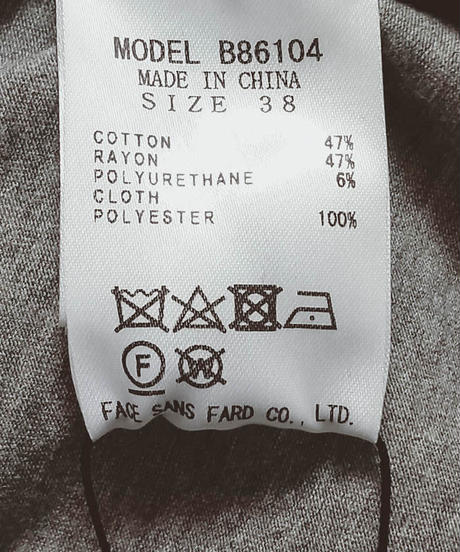 MODEL B86104
MADE IN CHINA
SIZE 38
COTTON 47%
RAYON 47%
POLYURETHANE 6%
CLOTH
POLYESTER 100%
F W
FACE SANS FARD CO., LTD.